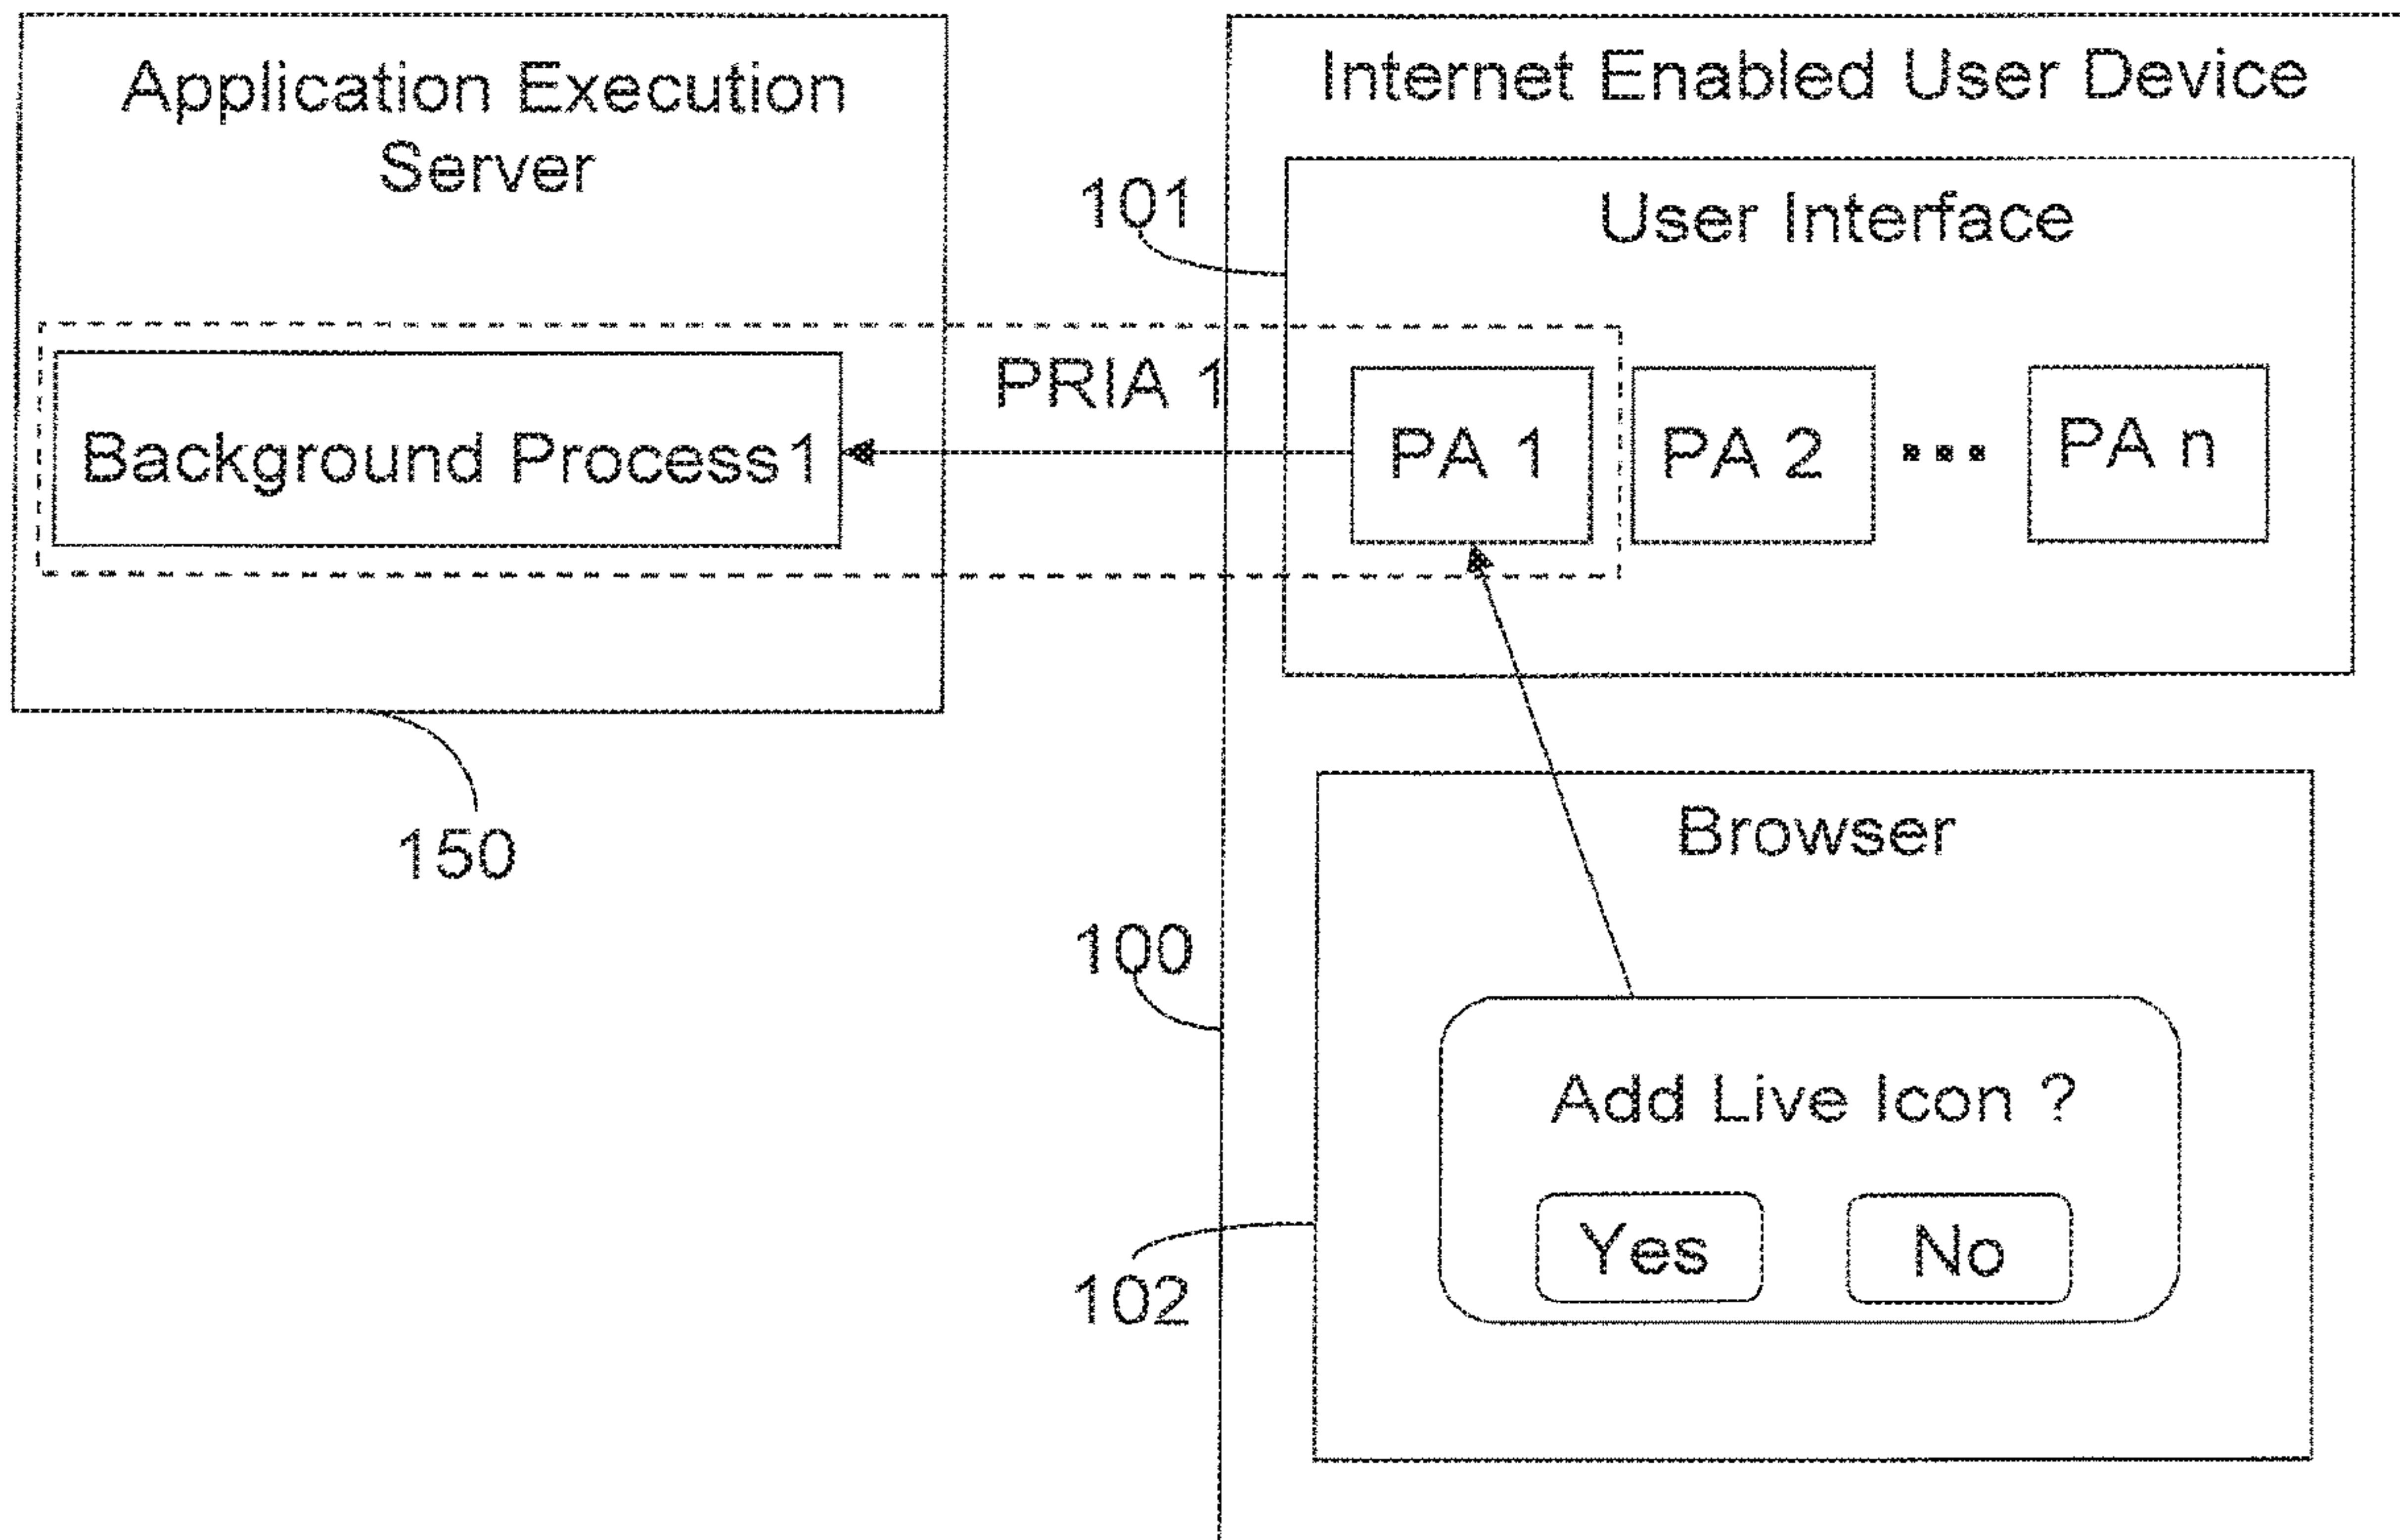 Application Execution
Server
Internet Enabled User Device
101
User Interface
PRIA 1
Background Process1
PA 1
PA 2
...
PA n
150
Browser
100
Add Live Icon ?
Yes
No
102